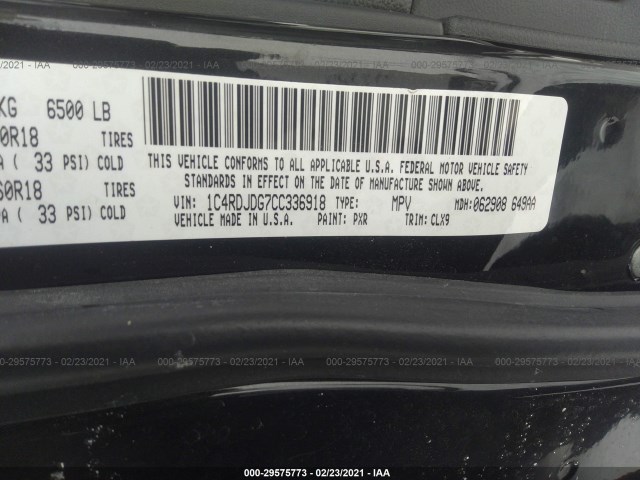 000-29575773 - 02/23/2021 - IAA
KG 6500 LB
0R18 TIRES
A ( 33 PSI) COLD
60R18 TIRES
PA ( 33 PSI) COLD
THIS VEHICLE CONFORMS TO ALL APPLICABLE U.S.A. FEDERAL MOTOR VEHICLE SAFETY
STANDARDS IN EFFECT ON THE DATE OF MANUFACTURE SHOWN ABOVE.
VIN: 1C4RDJDG7CC336918 TYPE: MPV MDH: 062908 649AA
VEHICLE MADE IN U.S.A. PAINT: PXR TRIM: CLX9
000-29575773 - 02/23/2021 - IAA
000-29575773 - 02/23/2021 - IAA